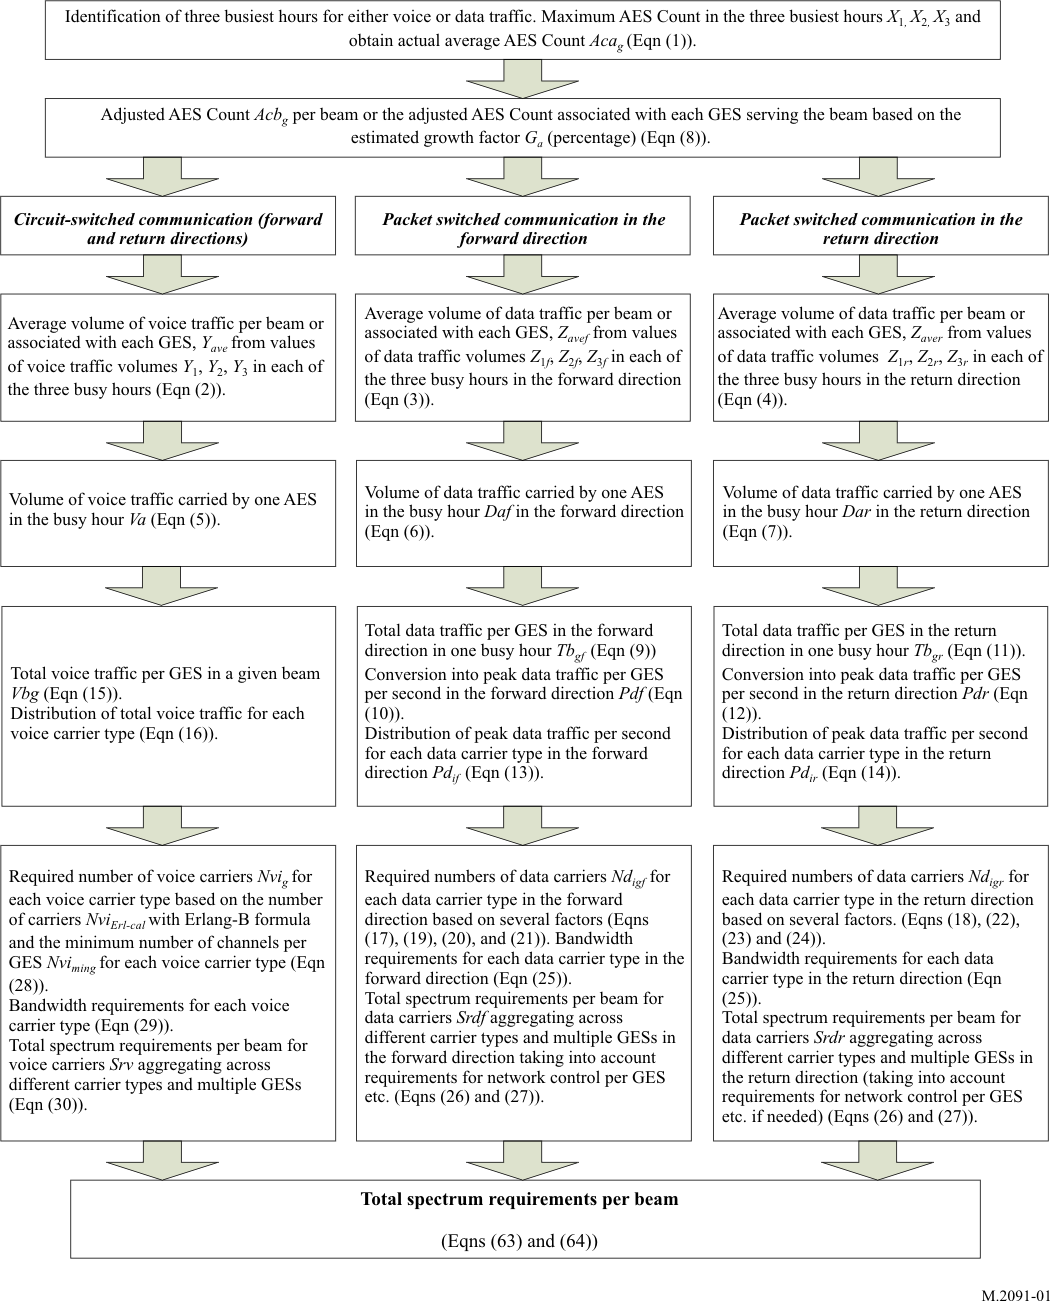 Identification of three busiest hours for either voice or data traffic. Maximum AES Count in the three busiest hours X1, X2, X3 and
obtain actual average AES Count Acag (Eqn (1)).
Adjusted AES Count Acbg per beam or the adjusted AES Count associated with each GES serving the beam based on the
estimated growth factor Ga (percentage) (Eqn (8)).
Circuit-switched communication (forward
and return directions)
Packet switched communication in the
forward direction
Packet switched communication in the
return direction
Average volume of voice traffic per beam or
associated with each GES, Yave from values
of voice traffic volumes Y1, Y2, Y3 in each of
the three busy hours (Eqn (2)).
Average volume of data traffic per beam or
associated with each GES, Zavef from values
of data traffic volumes Z1f, Z2f, Z3f in each of
the three busy hours in the forward direction
(Eqn (3)).
Average volume of data traffic per beam or
associated with each GES, Zaver from values
of data traffic volumes Z1r, Z2r, Z3r in each of
the three busy hours in the return direction
(Eqn (4)).
Volume of voice traffic carried by one AES
in the busy hour Va (Eqn (5)).
Volume of data traffic carried by one AES
in the busy hour Daf in the forward direction
(Eqn (6)).
Volume of data traffic carried by one AES
in the busy hour Dar in the return direction
(Eqn (7)).
Total voice traffic per GES in a given beam
Vbg (Eqn (15)).
Distribution of total voice traffic for each
voice carrier type (Eqn (16)).
Total data traffic per GES in the forward
direction in one busy hour Tbgf (Eqn (9))
Conversion into peak data traffic per GES
per second in the forward direction Pdf (Eqn
(10)).
Distribution of peak data traffic per second
for each data carrier type in the forward
direction Pdif (Eqn (13)).
Total data traffic per GES in the return
direction in one busy hour Tbgr (Eqn (11)).
Conversion into peak data traffic per GES
per second in the return direction Pdr (Eqn
(12)).
Distribution of peak data traffic per second
for each data carrier type in the return
direction Pdir (Eqn (14)).
Required number of voice carriers Nvig for
each voice carrier type based on the number
of carriers NviErl-cal with Erlang-B formula
and the minimum number of channels per
GES Nviming for each voice carrier type (Eqn
(28)).
Bandwidth requirements for each voice
carrier type (Eqn (29)).
Total spectrum requirements per beam for
voice carriers Srv aggregating across
different carrier types and multiple GESs
(Eqn (30)).
Required numbers of data carriers Ndigf for
each data carrier type in the forward
direction based on several factors (Eqns
(17), (19), (20), and (21)). Bandwidth
requirements for each data carrier type in the
forward direction (Eqn (25)).
Total spectrum requirements per beam for
data carriers Srdf aggregating across
different carrier types and multiple GESs in
the forward direction taking into account
requirements for network control per GES
etc. (Eqns (26) and (27)).
Required numbers of data carriers Ndigr for
each data carrier type in the return direction
based on several factors. (Eqns (18), (22),
(23) and (24)).
Bandwidth requirements for each data
carrier type in the return direction (Eqn
(25)).
Total spectrum requirements per beam for
data carriers Srdr aggregating across
different carrier types and multiple GESs in
the return direction (taking into account
requirements for network control per GES
etc. if needed) (Eqns (26) and (27)).
Total spectrum requirements per beam
(Eqns (63) and (64))
M.2091-01